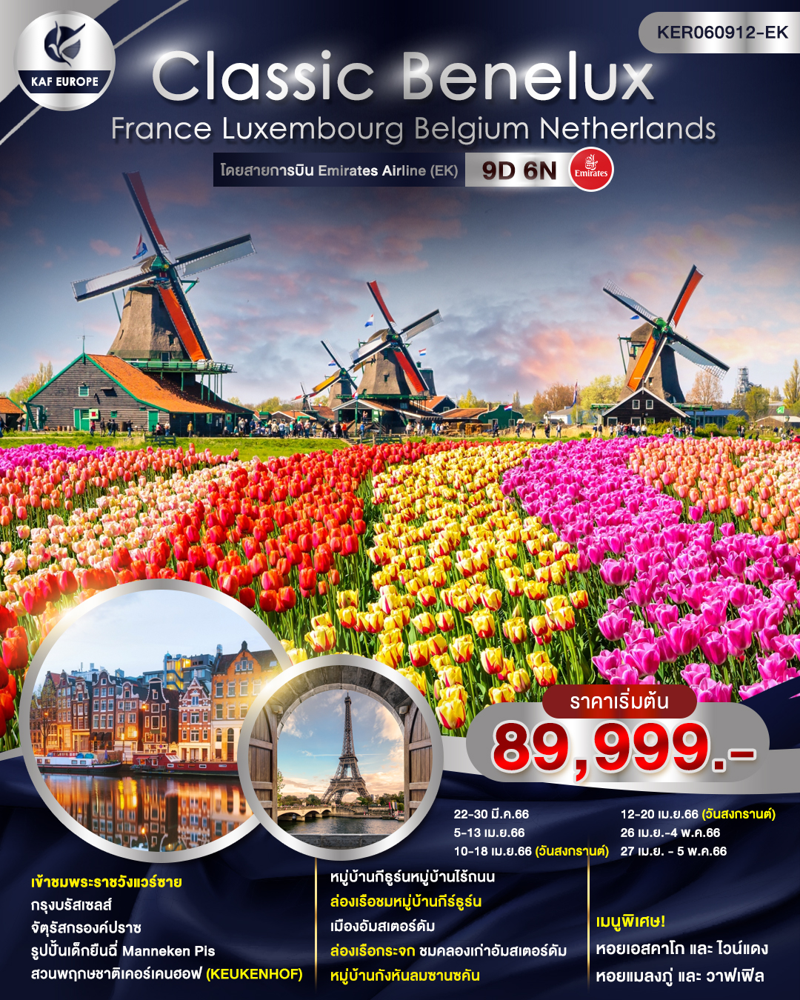 KAF EUROPE
KER060912-EK
Classic Benelux
France Luxembourg Belgium Netherlands
โดยสายการบิน Emirates Airline (EK) 9D 6N Emirates
ราคาเริ่มต้น
89,999.-
22-30 มี.ค.66
5-13 เม.ย.66
10-18 เม.ย.66 (วันสงกรานต์)
12-20 เม.ย.66 (วันสงกรานต์)
26 เม.ย.-4 พ.ค.66
27 เม.ย. - 5 พ.ค.66
เข้าชมพระราชวังแวร์ซาย
กรุงบรัสเซลส์
จัตุรัสกรองค์ปราซ
รูปปั้นเด็กยืนฉี่ Manneken Pis
สวนพฤกษชาติเคอร์เคนฮอฟ (KEUKENHOF)
หมู่บ้านกีธูร์นหมู่บ้านไร้ถนน
ล่องเรือชมหมู่บ้านกีร์ธูร์น
เมืองอัมสเตอร์ดัม
ล่องเรือกระจก ชมคลองเก่าอัมสเตอร์ดัม
หมู่บ้านกังหันลมซานซคัน
เมนูพิเศษ!
หอยเอสคาโก และ ไวน์แดง
หอยแมลงภู่ และ วาฟเฟิล